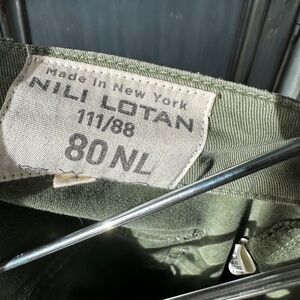 Made in New York
NILI LOTAN
111/88
80 NL